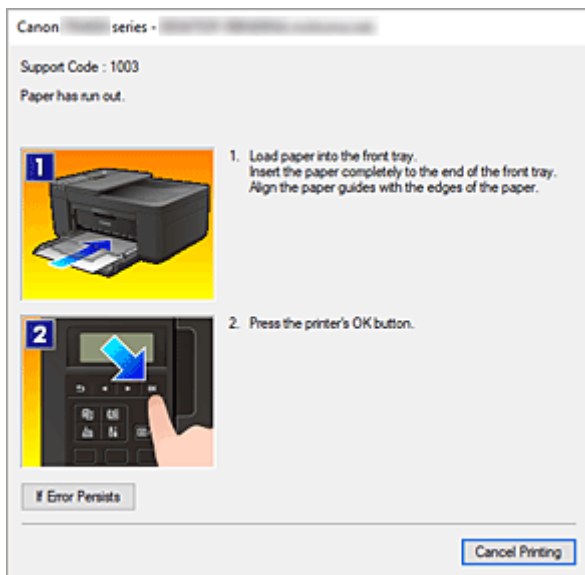 Canon series -
Support Code : 1003
Paper has run out.
1
1. Load paper into the front tray.
Insert the paper completely to the end of the front tray.
Align the paper guides with the edges of the paper.
2
2. Press the printer's OK button.
If Error Persists
Cancel Printing